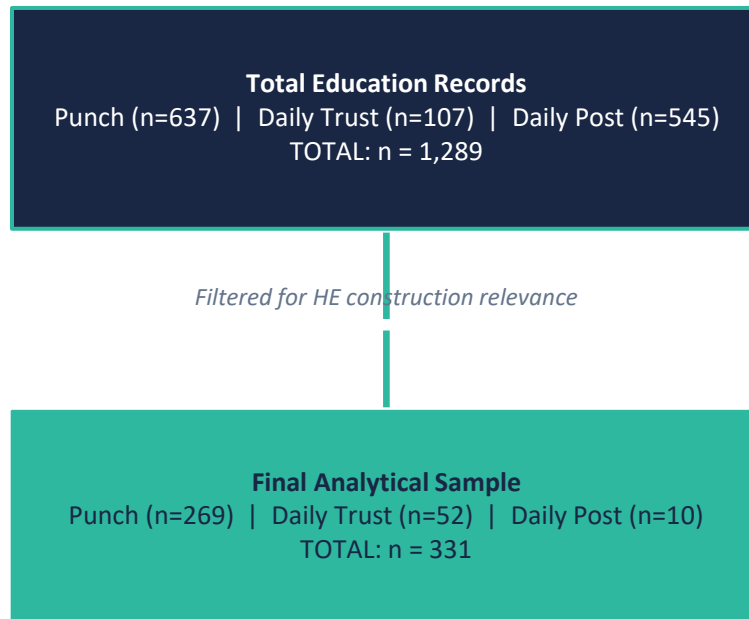 Total Education Records
Punch (n=637) | Daily Trust (n=107) | Daily Post (n=545)
TOTAL: n = 1,289
Filtered for HE construction relevance
Final Analytical Sample
Punch (n=269) | Daily Trust (n=52) | Daily Post (n=10)
TOTAL: n = 331